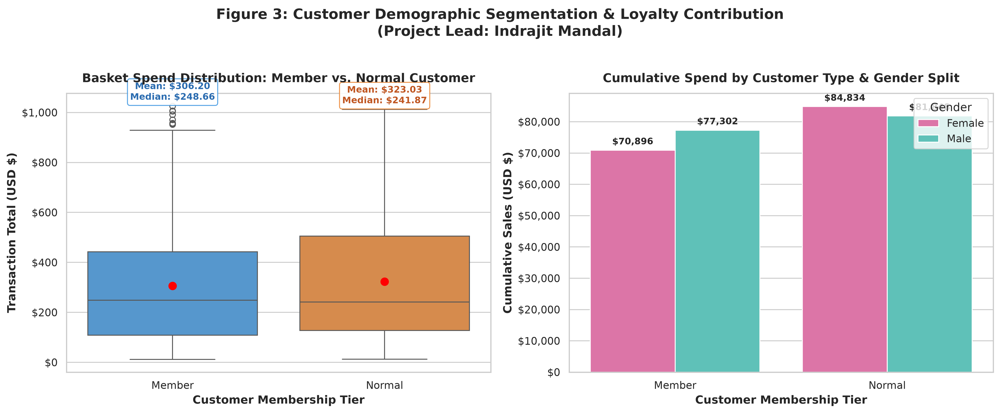 Figure 3: Customer Demographic Segmentation & Loyalty Contribution
(Project Lead: Indrajit Mandal)
Basket Spend Distribution: Member vs. Normal Customer
Mean: $306.20
Median: $248.66
Mean: $323.03
Median: $241.87
Transaction Total (USD $)
$1,000
$800
$600
$400
$200
$0
Member
Normal
Customer Membership Tier
Cumulative Spend by Customer Type & Gender Split
Cumulative Sales (USD $)
$80,000
$70,000
$60,000
$50,000
$40,000
$30,000
$20,000
$10,000
$0
$70,896
$77,302
$84,834
Gender
Female
Male
Member
Normal
Customer Membership Tier